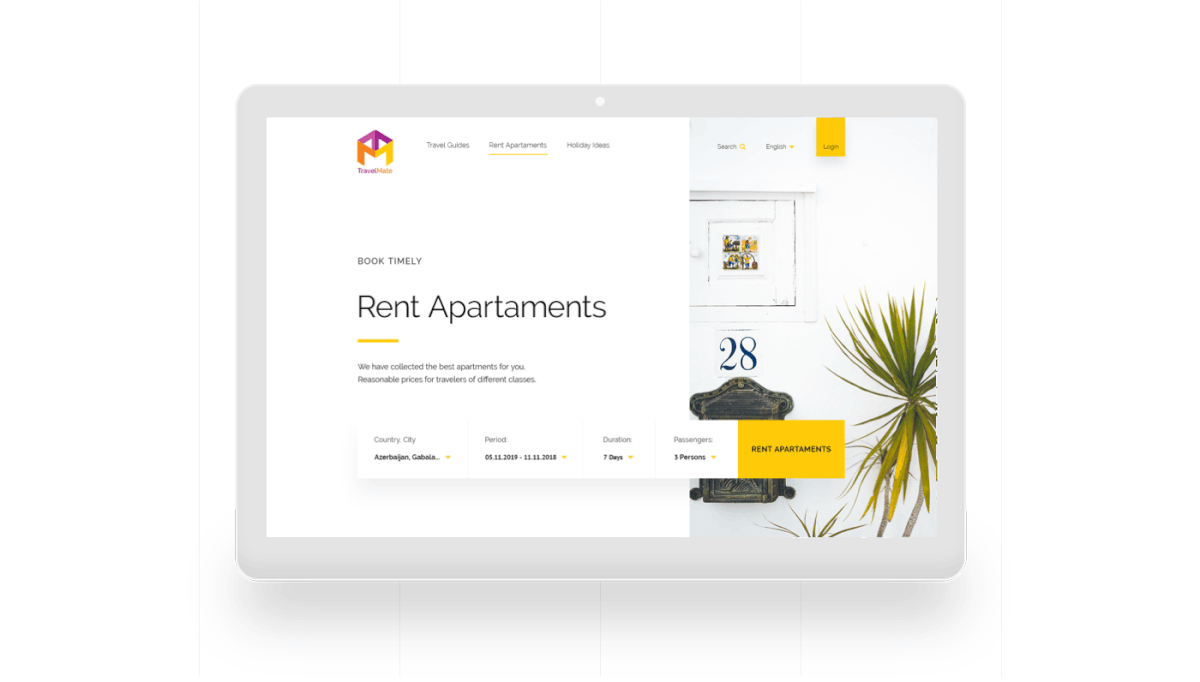 TravelMate
Travel Guides
Rent Apartaments
Holiday Ideas
Search
English
Login
BOOK TIMELY
Rent Apartaments
We have collected the best apartments for you.
Reasonable prices for travelers of different classes.
28
Country, City
Azerbaijan, Gabala...
Period:
05.11.2019 - 11.11.2018
Duration:
7 Days
Passengers:
3 Persons
RENT APARTAMENTS